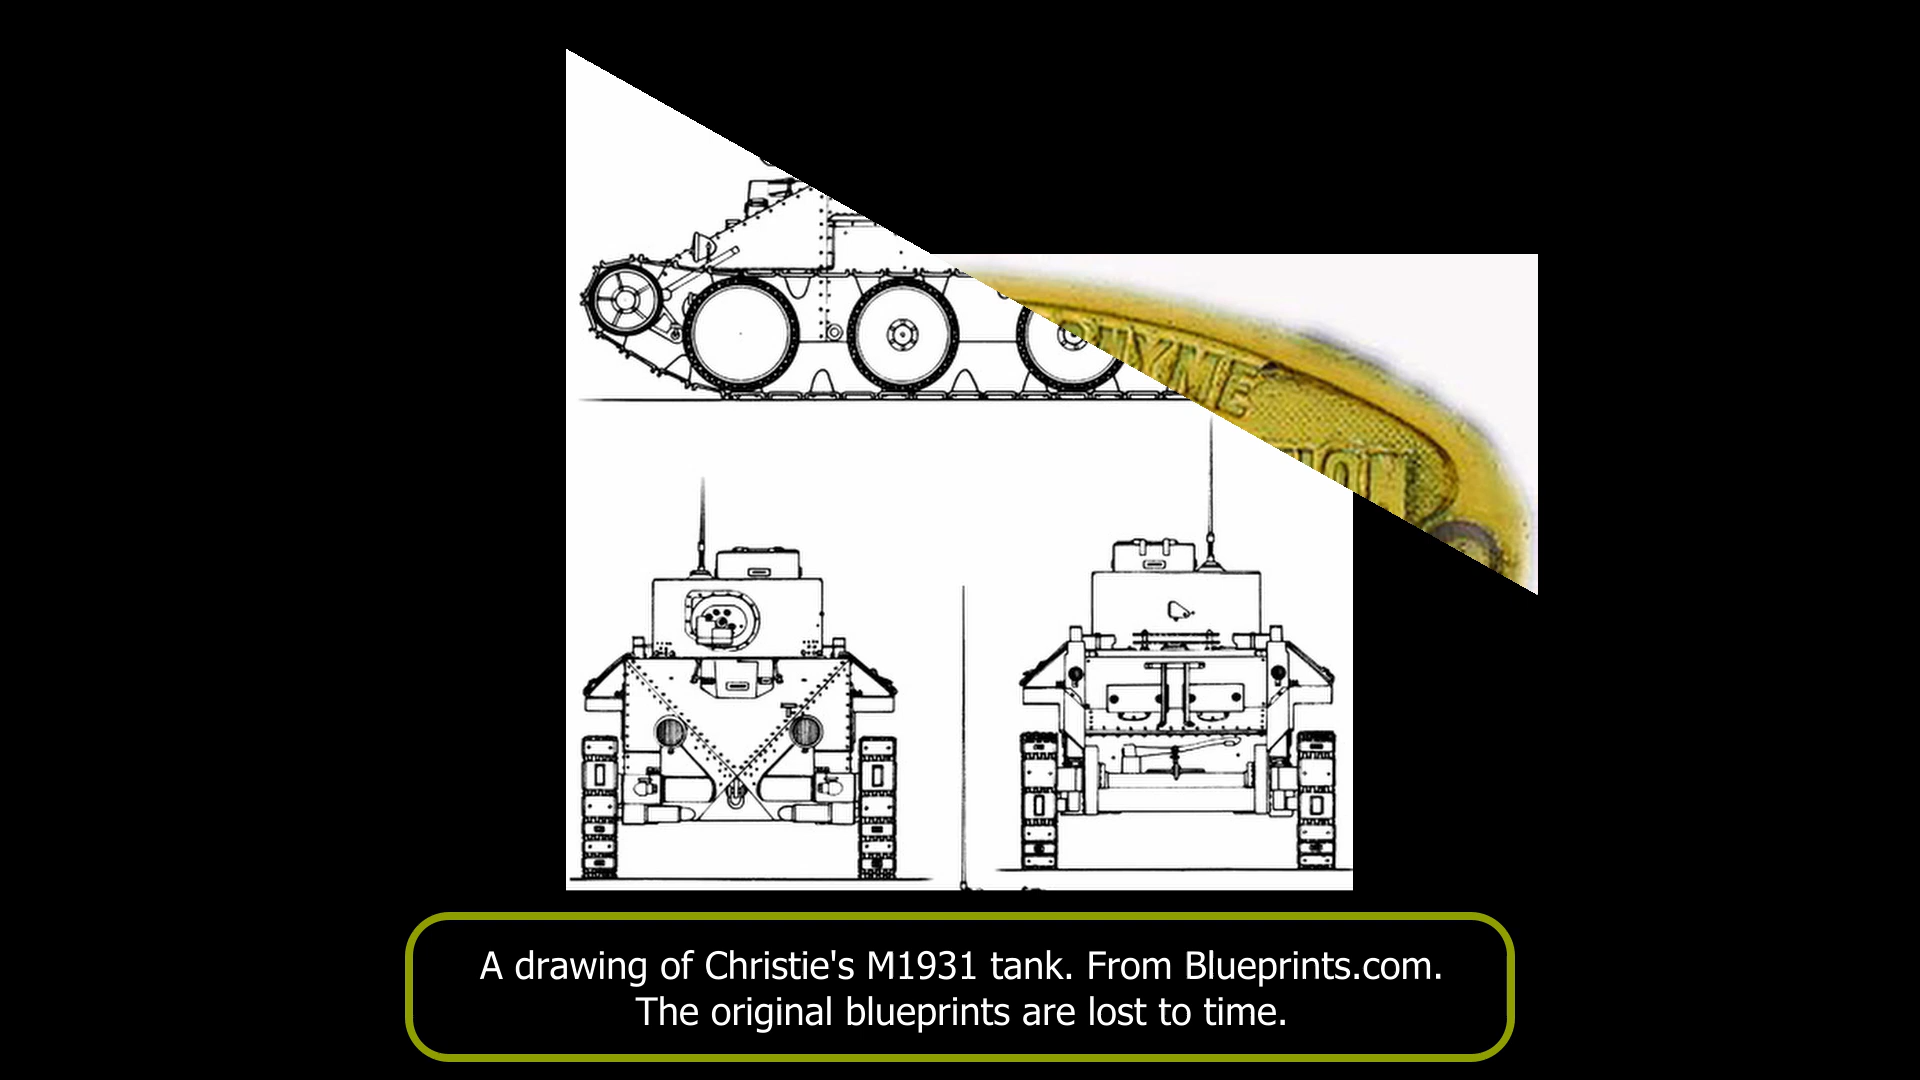 A drawing of Christie's M1931 tank. From Blueprints.com.
The original blueprints are lost to time.